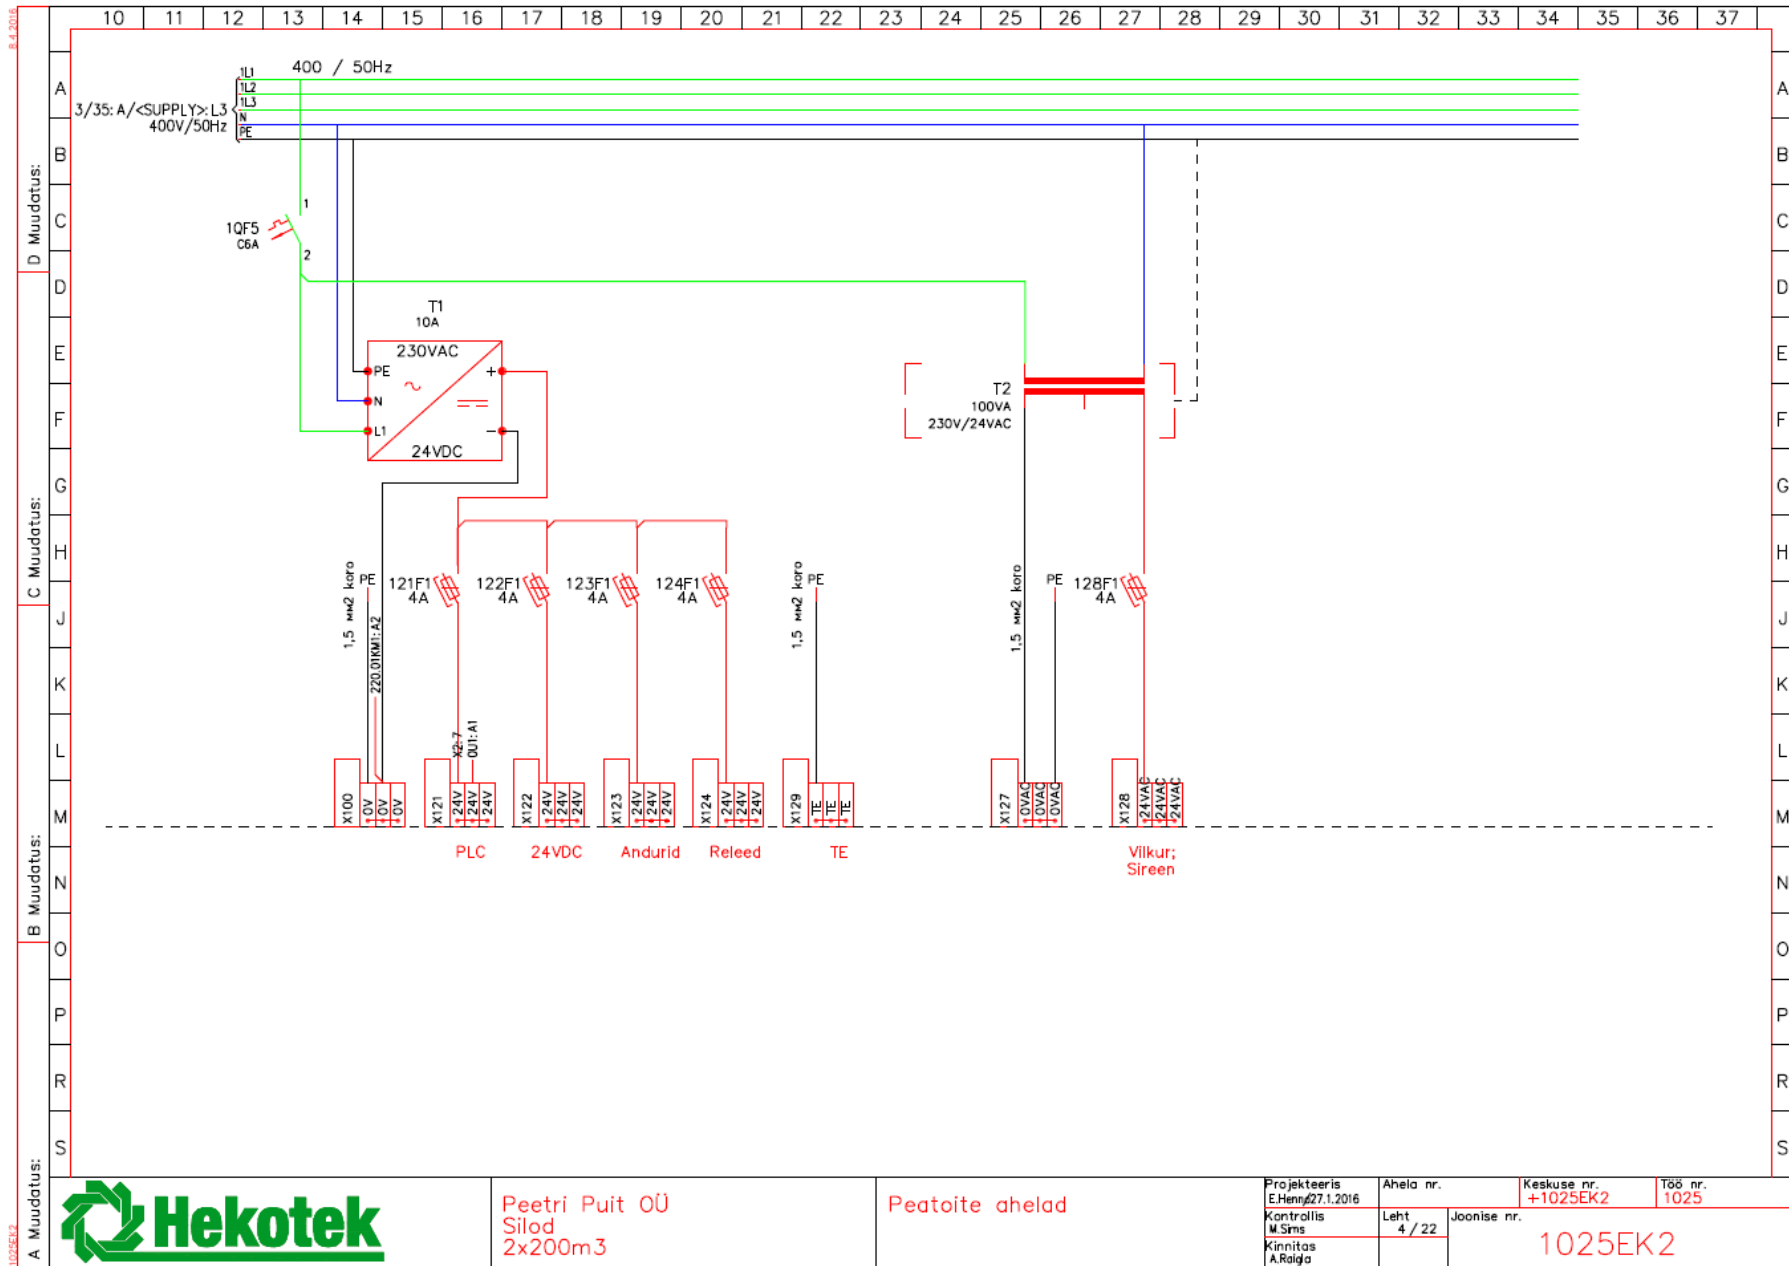 8.4.2016
10 11 12 13 14 15 16 17 18 19 20 21 22 23 24 25 26 27 28 29 30 31 32 33 34 35 36 37
A
B
C
D
E
F
G
H
J
K
L
M
N
O
P
R
S
A
B
C
D
E
F
G
H
J
K
L
M
N
O
P
R
S
D Muudatus:
C Muudatus:
B Muudatus:
A Muudatus:
1025EK2
400 / 50Hz
3/35:A/<SUPPLY>:L3
400V/50Hz
1L1
1L2
1L3
N
PE
1QF5
C6A
1
2
T1
10A
230VAC
PE
N
L1
+
-
24VDC
T2
100VA
230V/24VAC
1,5 мм2 koro
PE
220.01KM1:A2
121F1
4A
122F1
4A
123F1
4A
124F1
4A
1,5 мм2 koro
PE
1,5 мм2 koro
PE
128F1
4A
X2:7
0U1:A1
X100 0V 0V 0V
X121 24V 24V 24V
X122 24V 24V 24V
X123 24V 24V 24V
X124 24V 24V 24V
X129 TE TE TE
X127 0VAC 0VAC 0VAC
X128 24VAC 24VAC 24VAC
PLC
24VDC
Andurid
Releed
TE
Vilkur;
Sireen
Hekotek
Peetri Puit OÜ
Silod
2x200m3
Peatoite ahelad
Projekteeris
27.1.2016
Kontrollis
M.Sims
Kinnitas
A.Raigla
Ahela nr.
Leht
4 / 22
Keskuse nr.
+1025EK2
Töö nr.
1025
Joonise nr.
1025EK2